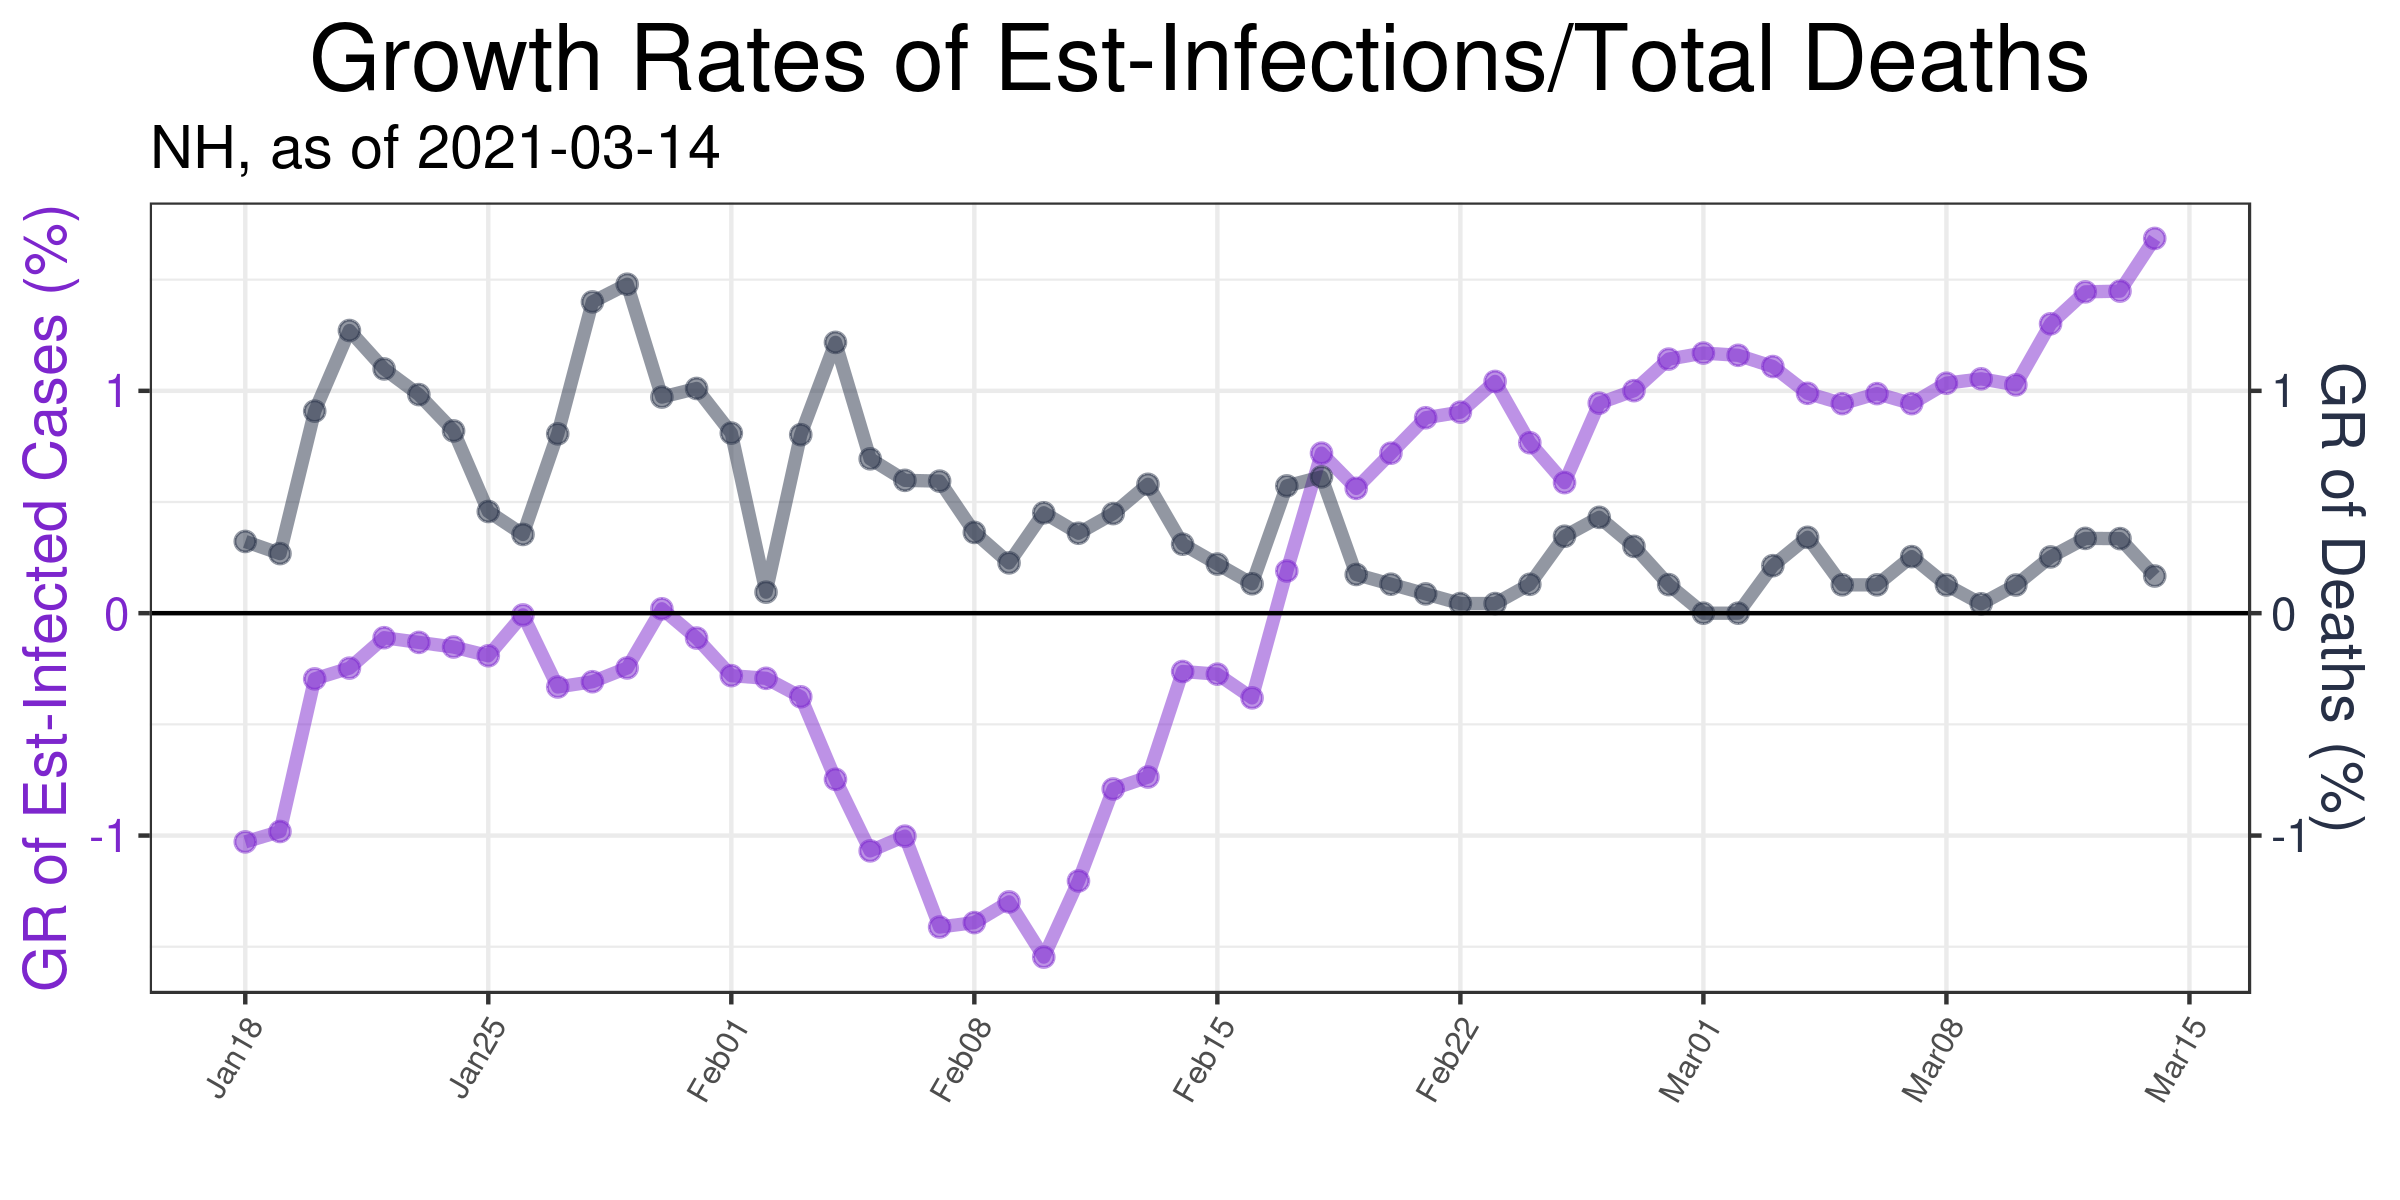 Growth Rates of Est-Infections/Total Deaths
NH, as of 2021-03-14
GR of Est-Infected Cases (%)
1
0
-1
1
0
-1
GR of Deaths (%)
Jan18
Jan25
Feb01
Feb08
Feb15
Feb22
Mar01
Mar08
Mar15